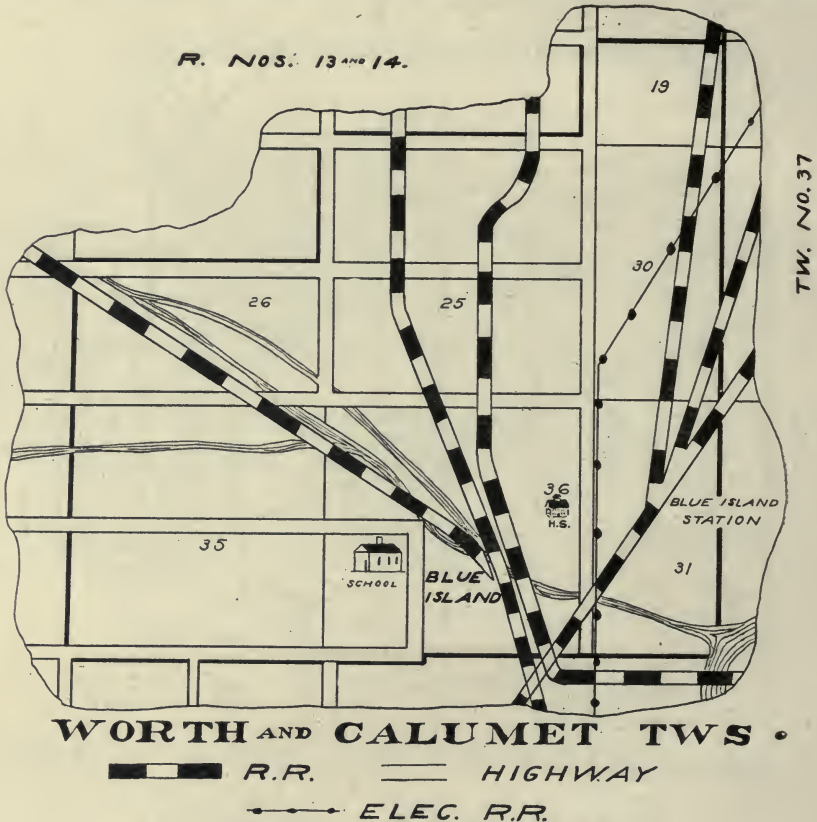 R. NOS. 13 AND 14.
19
TW. NO. 37
30
26
25
36
H.S.
BLUE ISLAND
STATION
35
SCHOOL
BLUE
ISLAND
31
WORTH AND CALUMET TWS.
R.R.
HIGHWAY
ELEC. R.R.